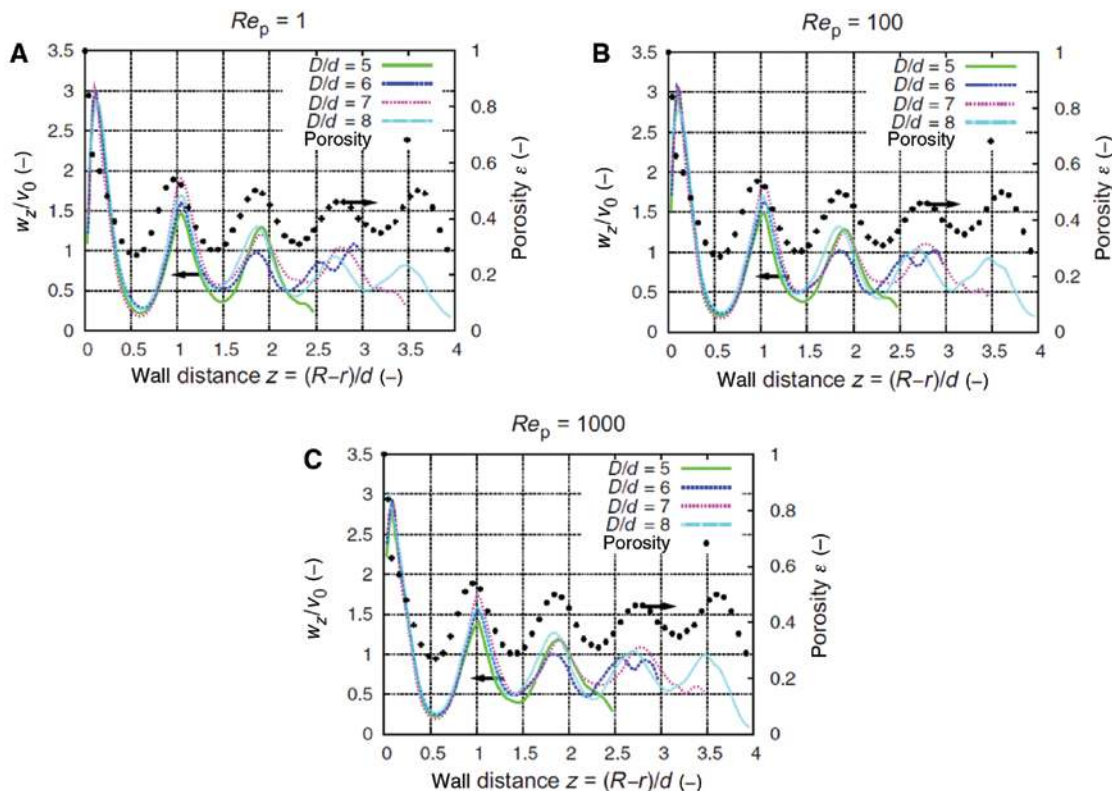 Re_p = 1
A
3.5
3
2.5
2
1.5
1
0.5
0
w_z/v_0 (–)
D/d = 5
D/d = 6
D/d = 7
D/d = 8
Porosity
1
0.8
0.6
0.4
0.2
0
Porosity ε (–)
0 0.5 1 1.5 2 2.5 3 3.5 4
Wall distance z = (R–r)/d (–)
Re_p = 100
B
3.5
3
2.5
2
1.5
1
0.5
0
w_z/v_0 (–)
D/d = 5
D/d = 6
D/d = 7
D/d = 8
Porosity
1
0.8
0.6
0.4
0.2
0
Porosity ε (–)
0 0.5 1 1.5 2 2.5 3 3.5 4
Wall distance z = (R–r)/d (–)
Re_p = 1000
C
3.5
3
2.5
2
1.5
1
0.5
0
w_z/v_0 (–)
D/d = 5
D/d = 6
D/d = 7
D/d = 8
Porosity
1
0.8
0.6
0.4
0.2
0
Porosity ε (–)
0 0.5 1 1.5 2 2.5 3 3.5 4
Wall distance z = (R–r)/d (–)